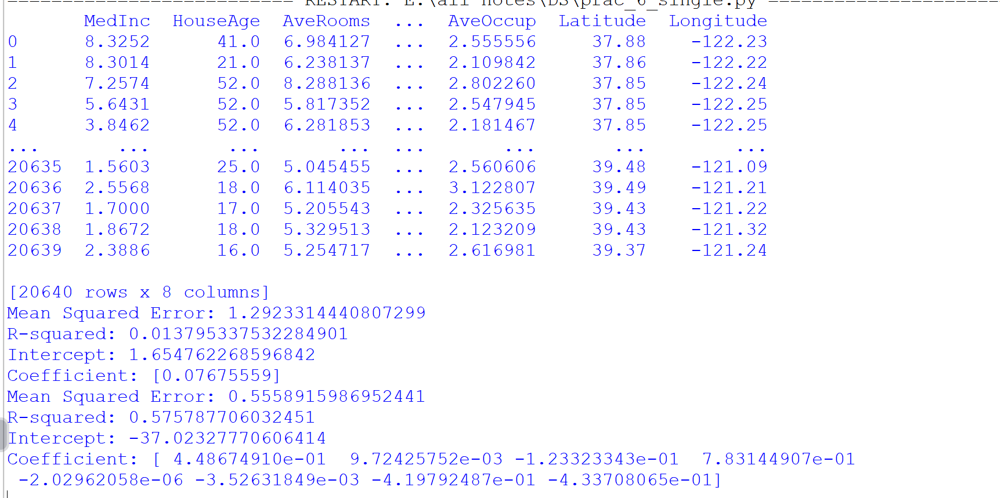 ========================== RESTART: E:\all notes\DS\prac_6_single.py =====================
MedInc HouseAge AveRooms ... AveOccup Latitude Longitude
0 8.3252 41.0 6.984127 ... 2.555556 37.88 -122.23
1 8.3014 21.0 6.238137 ... 2.109842 37.86 -122.22
2 7.2574 52.0 8.288136 ... 2.802260 37.85 -122.24
3 5.6431 52.0 5.817352 ... 2.547945 37.85 -122.25
4 3.8462 52.0 6.281853 ... 2.181467 37.85 -122.25
... ... ... ... ... ... ... ...
20635 1.5603 25.0 5.045455 ... 2.560606 39.48 -121.09
20636 2.5568 18.0 6.114035 ... 3.122807 39.49 -121.21
20637 1.7000 17.0 5.205543 ... 2.325635 39.43 -121.22
20638 1.8672 18.0 5.329513 ... 2.123209 39.43 -121.32
20639 2.3886 16.0 5.254717 ... 2.616981 39.37 -121.24
[20640 rows x 8 columns]
Mean Squared Error: 1.2923314440807299
R-squared: 0.013795337532284901
Intercept: 1.654762268596842
Coefficient: [0.07675559]
Mean Squared Error: 0.5558915986952441
R-squared: 0.575787706032451
Intercept: -37.02327770606414
Coefficient: [ 4.48674910e-01 9.72425752e-03 -1.23323343e-01 7.83144907e-01
-2.02962058e-06 -3.52631849e-03 -4.19792487e-01 -4.33708065e-01]